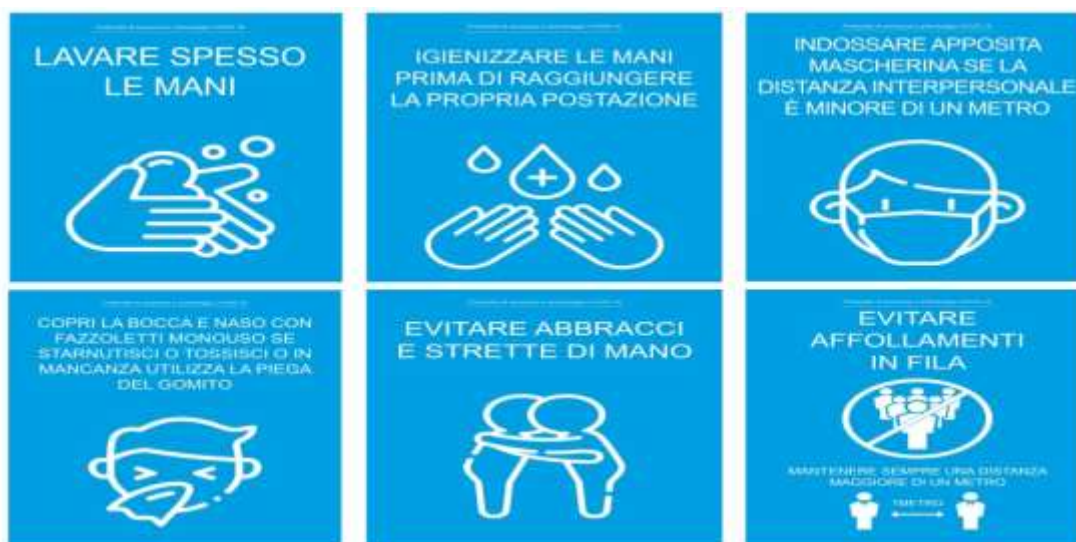 LAVARE SPESSO
LE MANI
IGIENIZZARE LE MANI
PRIMA DI RAGGIUNGERE
LA PROPRIA POSTAZIONE
INDOSSARE APPOSITA
MASCHERINA SE LA
DISTANZA INTERPERSONALE
È MINORE DI UN METRO
COPRI LA BOCCA E NASO CON
FAZZOLETTI MONOUSO SE
STARNUTISCI O TOSSISCI O IN
MANCANZA UTILIZZA LA PIEGA
DEL GOMITO
EVITARE ABBRACCI
E STRETTE DI MANO
EVITARE
AFFOLLAMENTI
IN FILA
MANTENERE SEMPRE UNA DISTANZA
MAGGIORE DI UN METRO
1METRO